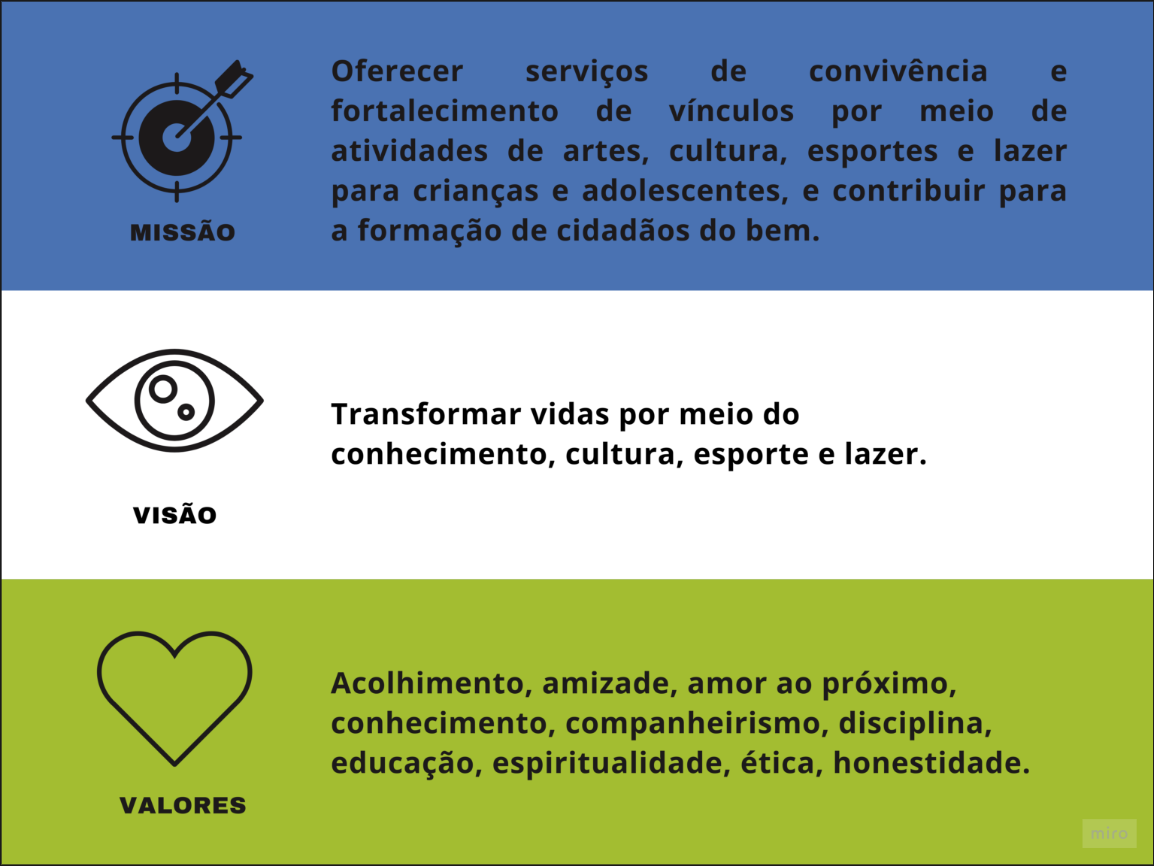 Oferecer serviços de convivência e
fortalecimento de vínculos por meio de
atividades de artes, cultura, esportes e lazer
para crianças e adolescentes, e contribuir para
a formação de cidadãos do bem.
MISSÃO
Transformar vidas por meio do
conhecimento, cultura, esporte e lazer.
VISÃO
Acolhimento, amizade, amor ao próximo,
conhecimento, companheirismo, disciplina,
educação, espiritualidade, ética, honestidade.
VALORES
miro